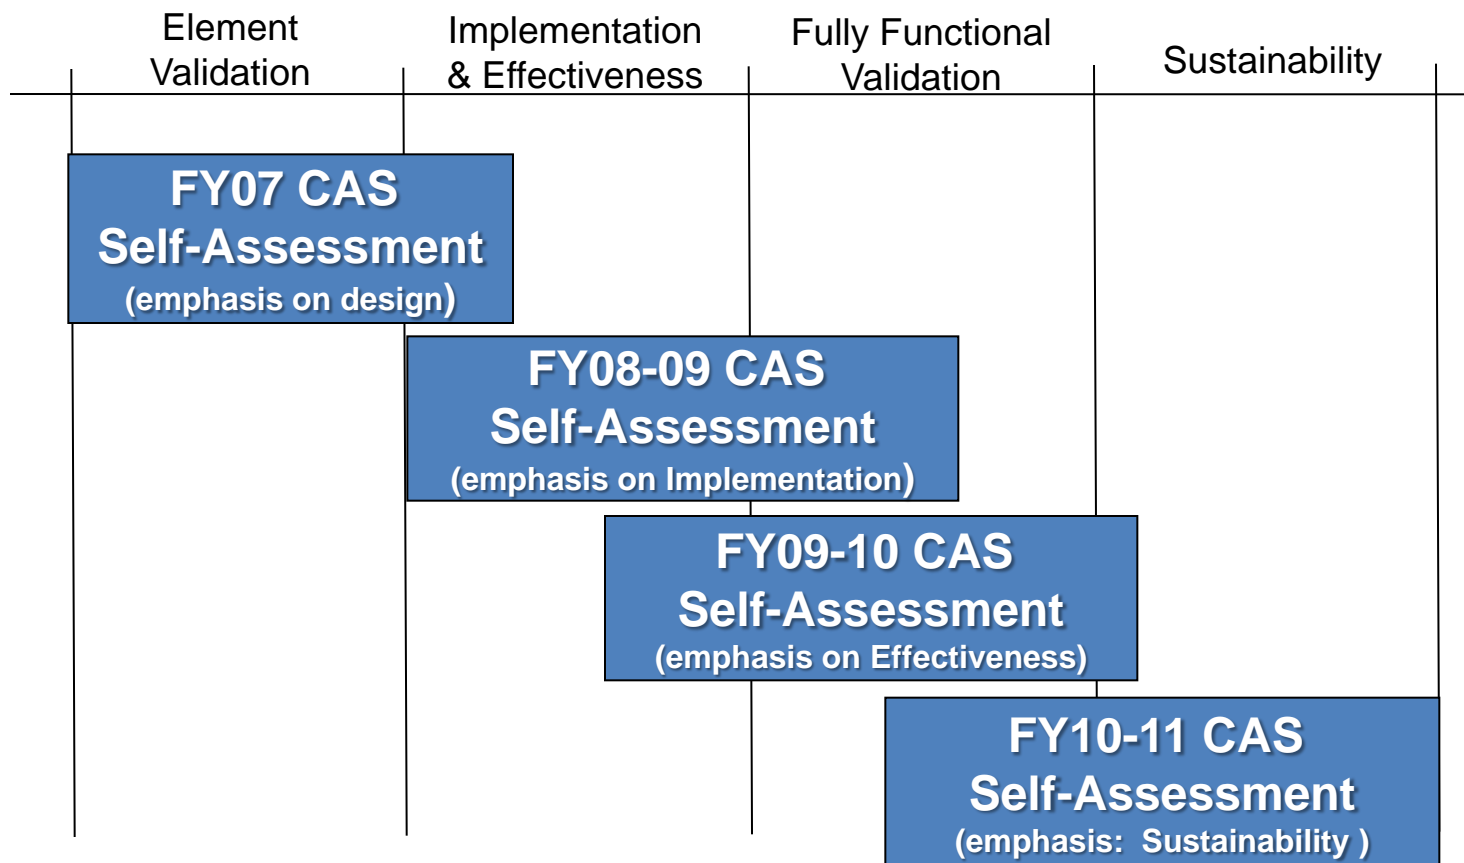 Element
Validation
Implementation
& Effectiveness
Fully Functional
Validation
Sustainability
FY07 CAS
Self-Assessment
(emphasis on design)
FY08-09 CAS
Self-Assessment
(emphasis on Implementation)
FY09-10 CAS
Self-Assessment
(emphasis on Effectiveness)
FY10-11 CAS
Self-Assessment
(emphasis: Sustainability )